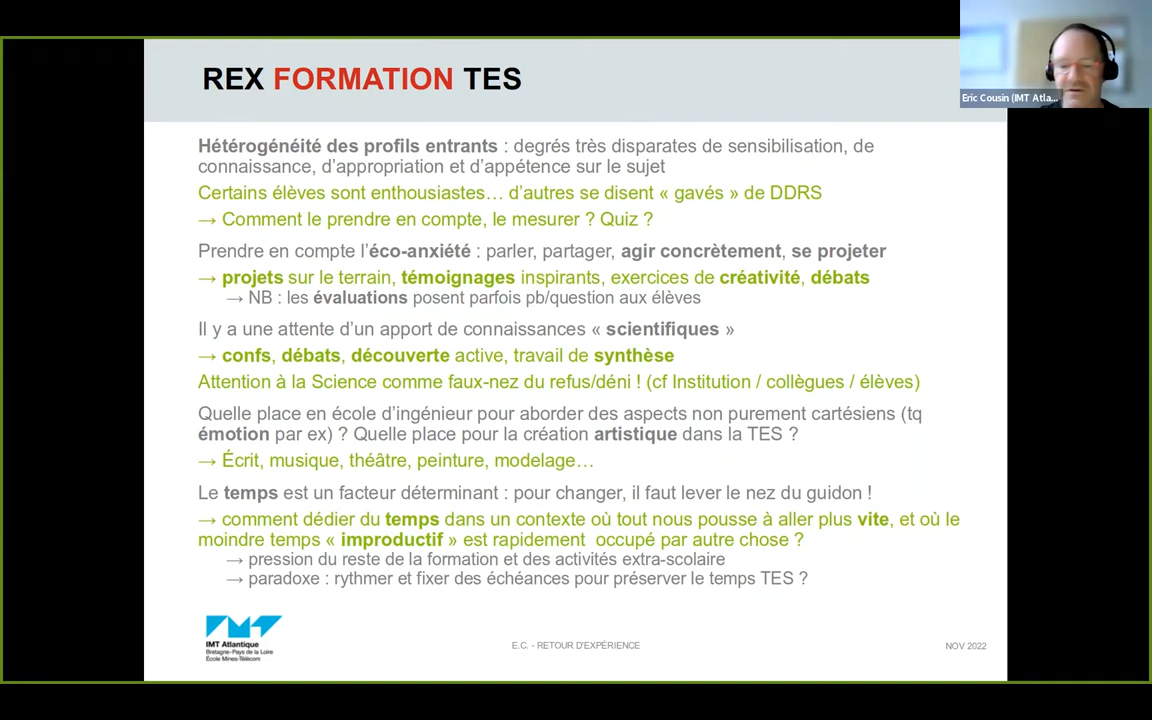 Eric Cousin (IMT Atla...
REX FORMATION TES
Hétérogénéité des profils entrants : degrés très disparates de sensibilisation, de
connaissance, d'appropriation et d'appétence sur le sujet
Certains élèves sont enthousiastes… d'autres se disent « gavés » de DDRS
→ Comment le prendre en compte, le mesurer ? Quiz ?
Prendre en compte l'éco-anxiété : parler, partager, agir concrètement, se projeter
→ projets sur le terrain, témoignages inspirants, exercices de créativité, débats
→ NB : les évaluations posent parfois pb/question aux élèves
Il y a une attente d'un apport de connaissances « scientifiques »
→ confs, débats, découverte active, travail de synthèse
Attention à la Science comme faux-nez du refus/déni ! (cf Institution / collègues / élèves)
Quelle place en école d'ingénieur pour aborder des aspects non purement cartésiens (tq
émotion par ex) ? Quelle place pour la création artistique dans la TES ?
→ Écrit, musique, théâtre, peinture, modelage…
Le temps est un facteur déterminant : pour changer, il faut lever le nez du guidon !
→ comment dédier du temps dans un contexte où tout nous pousse à aller plus vite, et où le
moindre temps « improductif » est rapidement occupé par autre chose ?
→ pression du reste de la formation et des activités extra-scolaire
→ paradoxe : rythmer et fixer des échéances pour préserver le temps TES ?
IMT Atlantique
Bretagne-Pays de la Loire
École Mines-Télécom
E.C. - RETOUR D'EXPÉRIENCE
NOV 2022